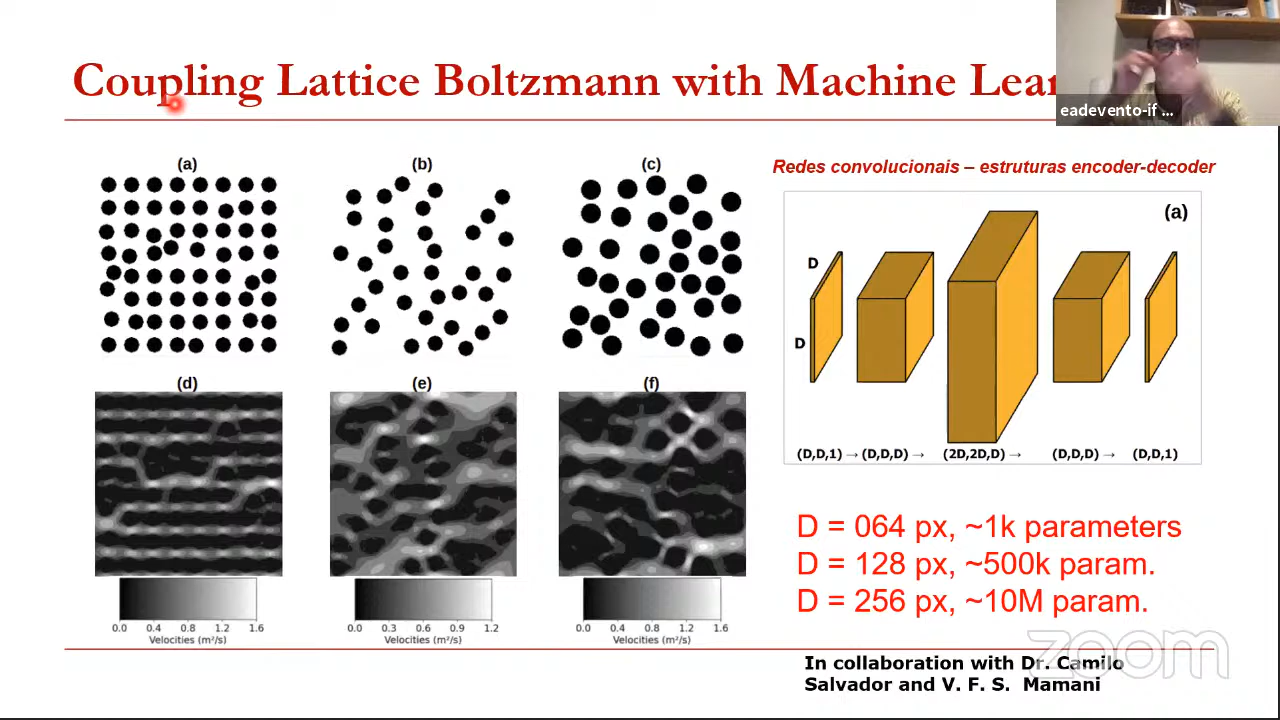 Coupling Lattice Boltzmann with Machine Lear
eadevento-if ...
(a)
(b)
(c)
(d)
(e)
(f)
0.0 0.4 0.8 1.2 1.6
Velocities (m²/s)
0.0 0.3 0.6 0.9 1.2
Velocities (m²/s)
0.0 0.4 0.8 1.2 1.6
Velocities (m²/s)
Redes convolucionais – estruturas encoder-decoder
(a)
D
D
(D,D,1) → (D,D,D) → (2D,2D,D) → (D,D,D) → (D,D,1)
D = 064 px, ~1k parameters
D = 128 px, ~500k param.
D = 256 px, ~10M param.
zoom
In collaboration with Dr. Camilo
Salvador and V. F. S. Mamani